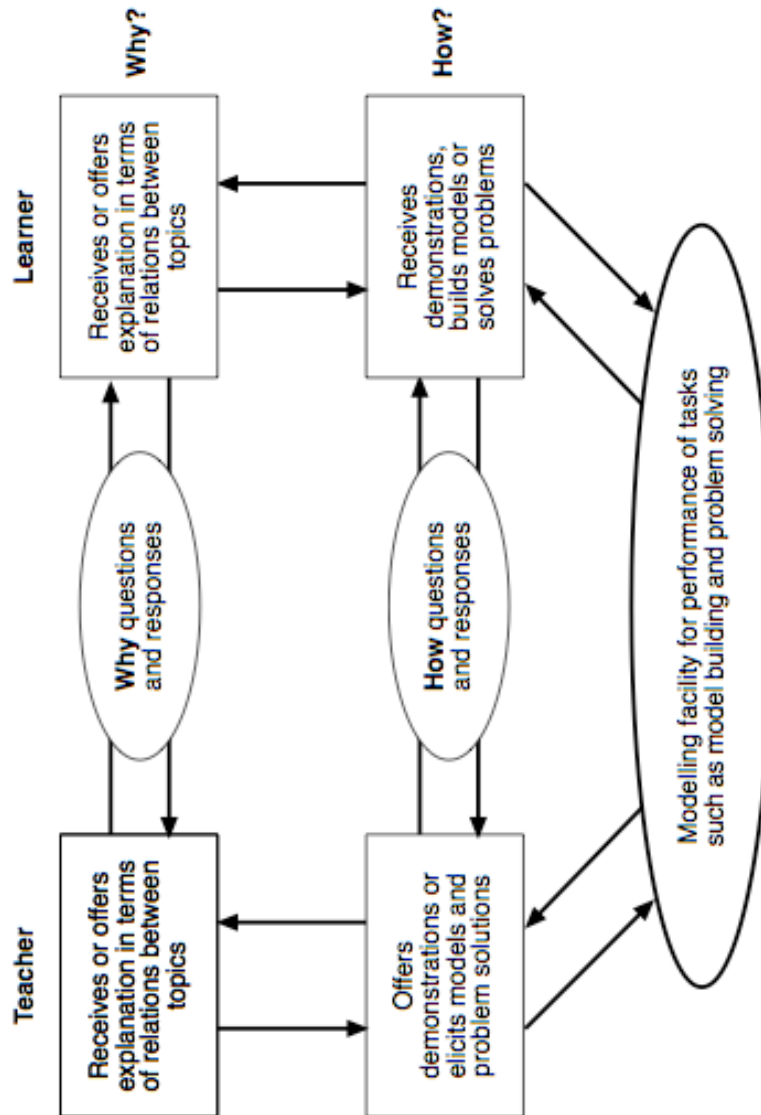 Teacher
Learner
Receives or offers
explanation in terms
of relations between
topics
Why questions
and responses
Receives or offers
explanation in terms
of relations between
topics
Why?
Offers
demonstrations or
elicits models and
problem solutions
How questions
and responses
Receives
demonstrations,
builds models or
solves problems
How?
Modelling facility for performance of tasks
such as model building and problem solving